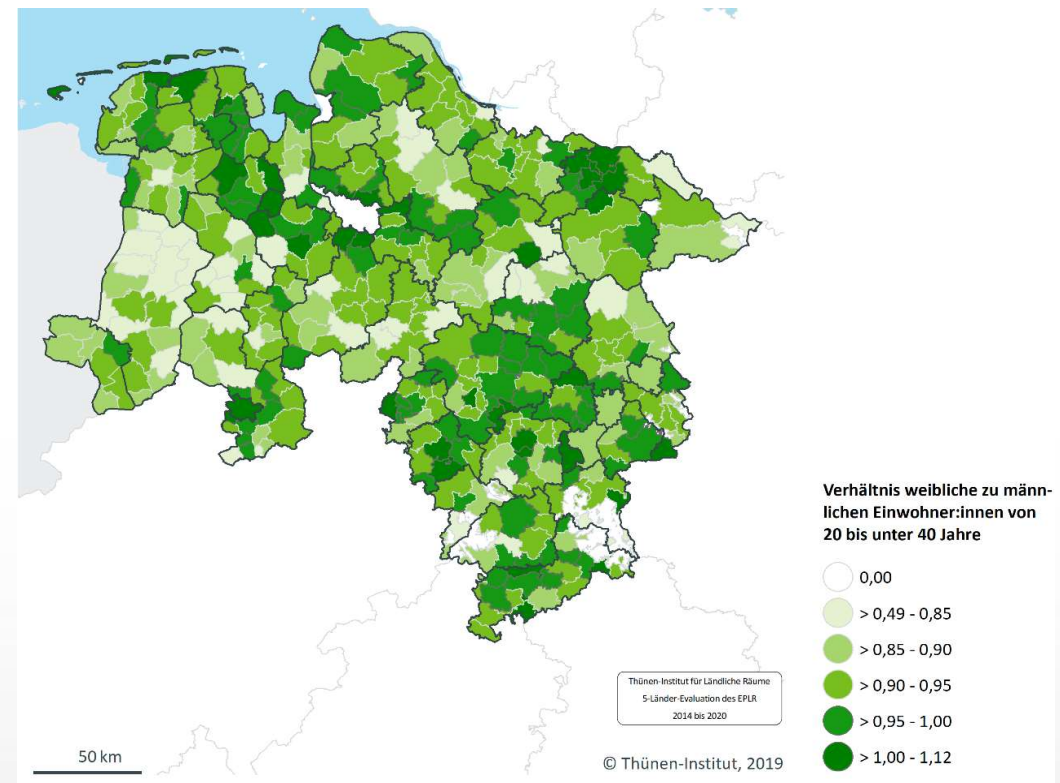 Verhältnis weibliche zu männ-
lichen Einwohner:innen von
20 bis unter 40 Jahre
0,00
> 0,49 - 0,85
> 0,85 - 0,90
> 0,90 - 0,95
> 0,95 - 1,00
> 1,00 - 1,12
Thünen-Institut für Ländliche Räume
5-Länder-Evaluation des EPLR
2014 bis 2020
50 km
© Thünen-Institut, 2019